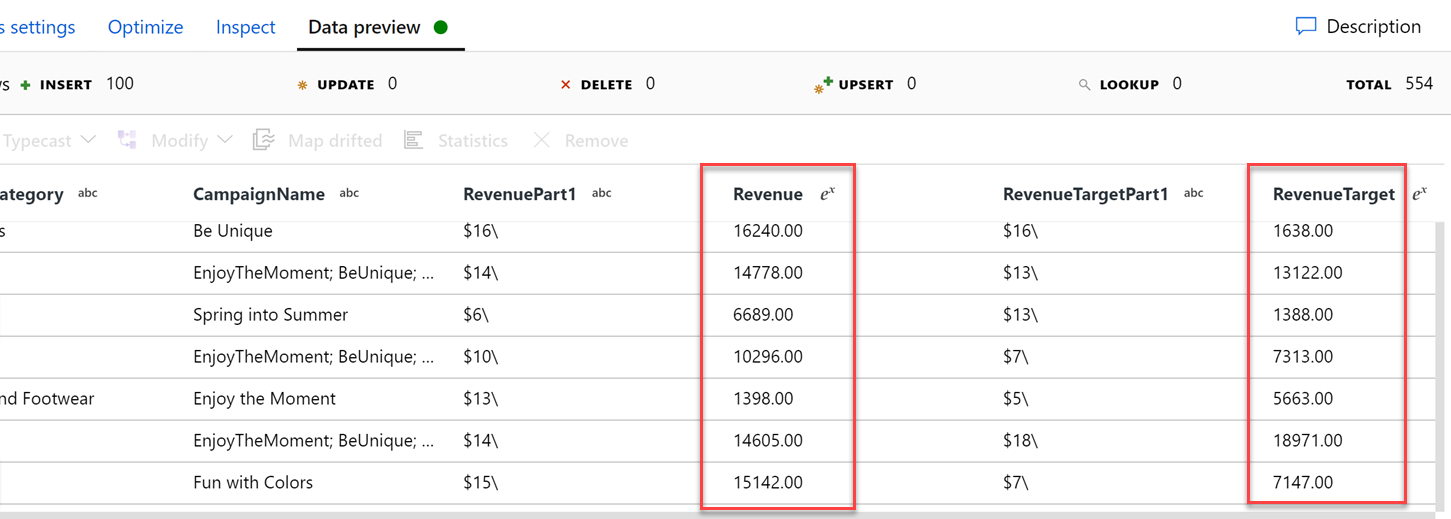 s settings Optimize Inspect Data preview Description
/s INSERT 100 UPDATE 0 DELETE 0 UPSERT 0 LOOKUP 0 TOTAL 554
Typecast Modify Map drifted Statistics Remove
ategory abc CampaignName abc RevenuePart1 abc Revenue eˣ RevenueTargetPart1 abc RevenueTarget eˣ
s Be Unique $16\ 16240.00 $16\ 1638.00
EnjoyTheMoment; BeUnique; ... $14\ 14778.00 $13\ 13122.00
Spring into Summer $6\ 6689.00 $13\ 1388.00
EnjoyTheMoment; BeUnique; ... $10\ 10296.00 $7\ 7313.00
nd Footwear Enjoy the Moment $13\ 1398.00 $5\ 5663.00
EnjoyTheMoment; BeUnique; ... $14\ 14605.00 $18\ 18971.00
Fun with Colors $15\ 15142.00 $7\ 7147.00